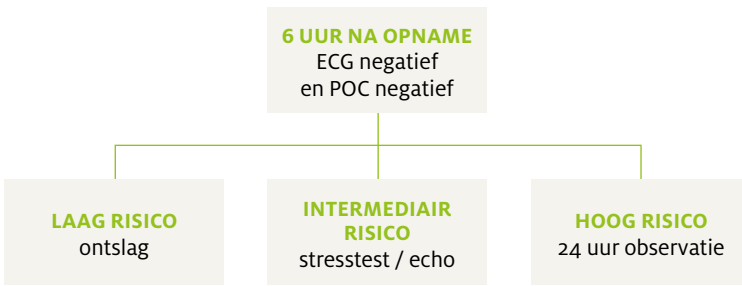 6 UUR NA OPNAME
ECG negatief
en POC negatief
LAAG RISICO
ontslag
INTERMEDIAIR
RISICO
stresstest / echo
HOOG RISICO
24 uur observatie